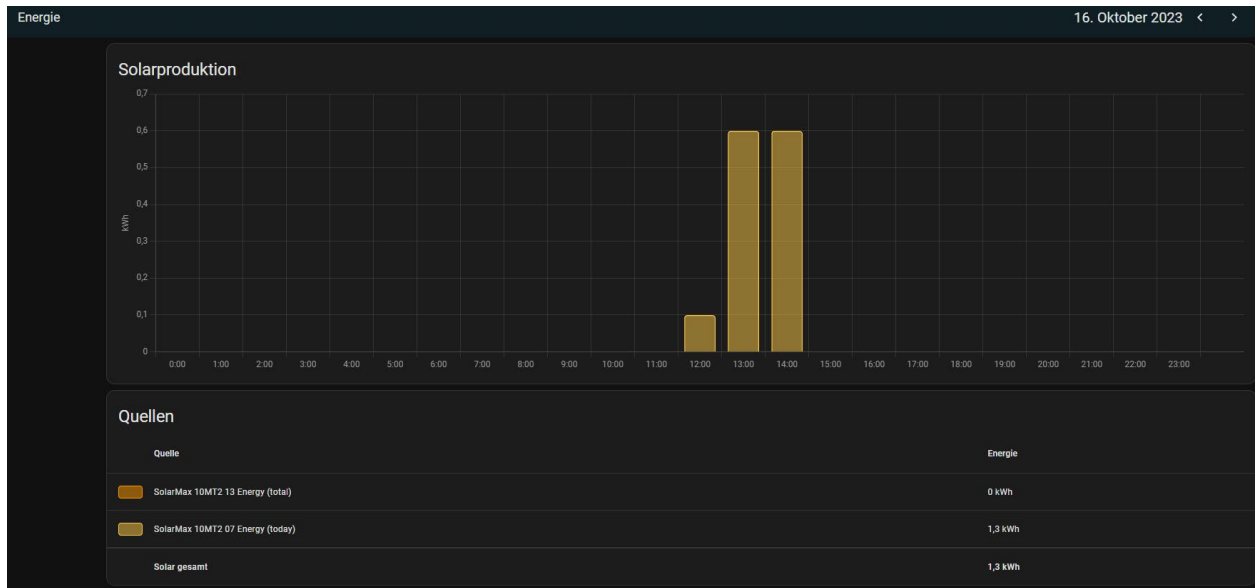 Energie
16. Oktober 2023
Solarproduktion
0,7
0,6
0,5
0,4
0,3
0,2
0,1
0
kWh
0:00 1:00 2:00 3:00 4:00 5:00 6:00 7:00 8:00 9:00 10:00 11:00 12:00 13:00 14:00 15:00 16:00 17:00 18:00 19:00 20:00 21:00 22:00 23:00
Quellen
Quelle Energie
SolarMax 10MT2 13 Energy (total) 0 kWh
SolarMax 10MT2 07 Energy (today) 1,3 kWh
Solar gesamt 1,3 kWh